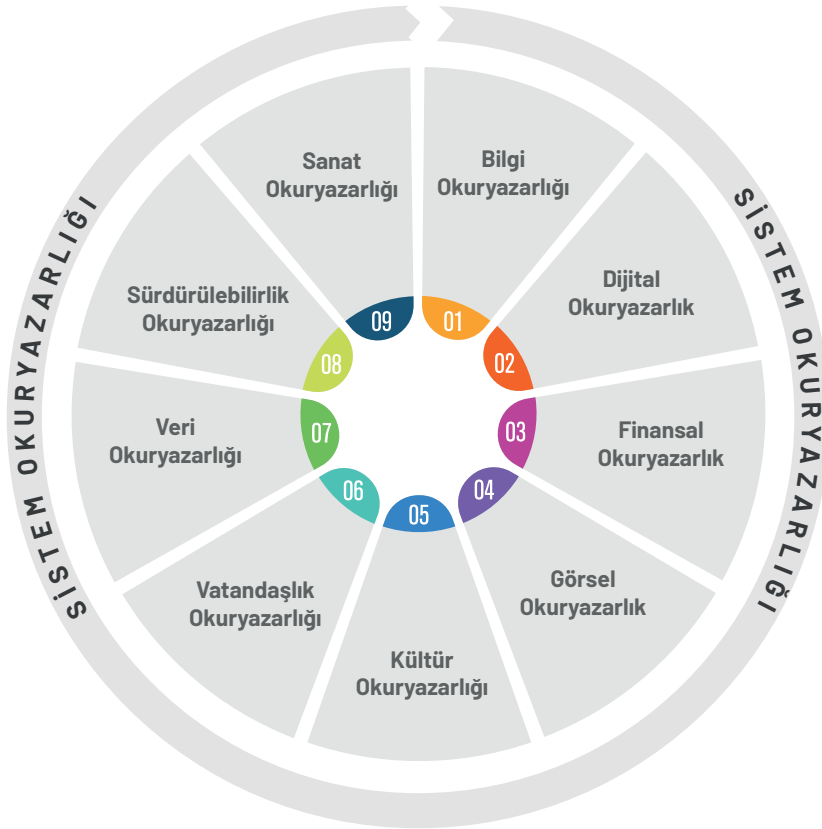 SİSTEM OKURYAZARLIĞI
SİSTEM OKURYAZARLIĞI
Bilgi
Okuryazarlığı
01
Dijital
Okuryazarlık
02
Finansal
Okuryazarlık
03
Görsel
Okuryazarlık
04
Kültür
Okuryazarlığı
05
Vatandaşlık
Okuryazarlığı
06
Veri
Okuryazarlığı
07
Sürdürülebilirlik
Okuryazarlığı
08
Sanat
Okuryazarlığı
09